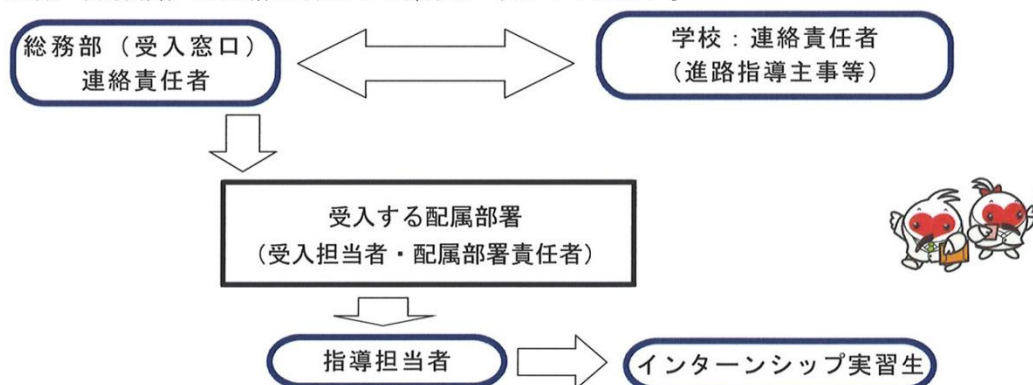 総務部（受入窓口）
連絡責任者
学校：連絡責任者
（進路指導主事等）
受入する配属部署
（受入担当者・配属部署責任者）
指導担当者
インターンシップ実習生